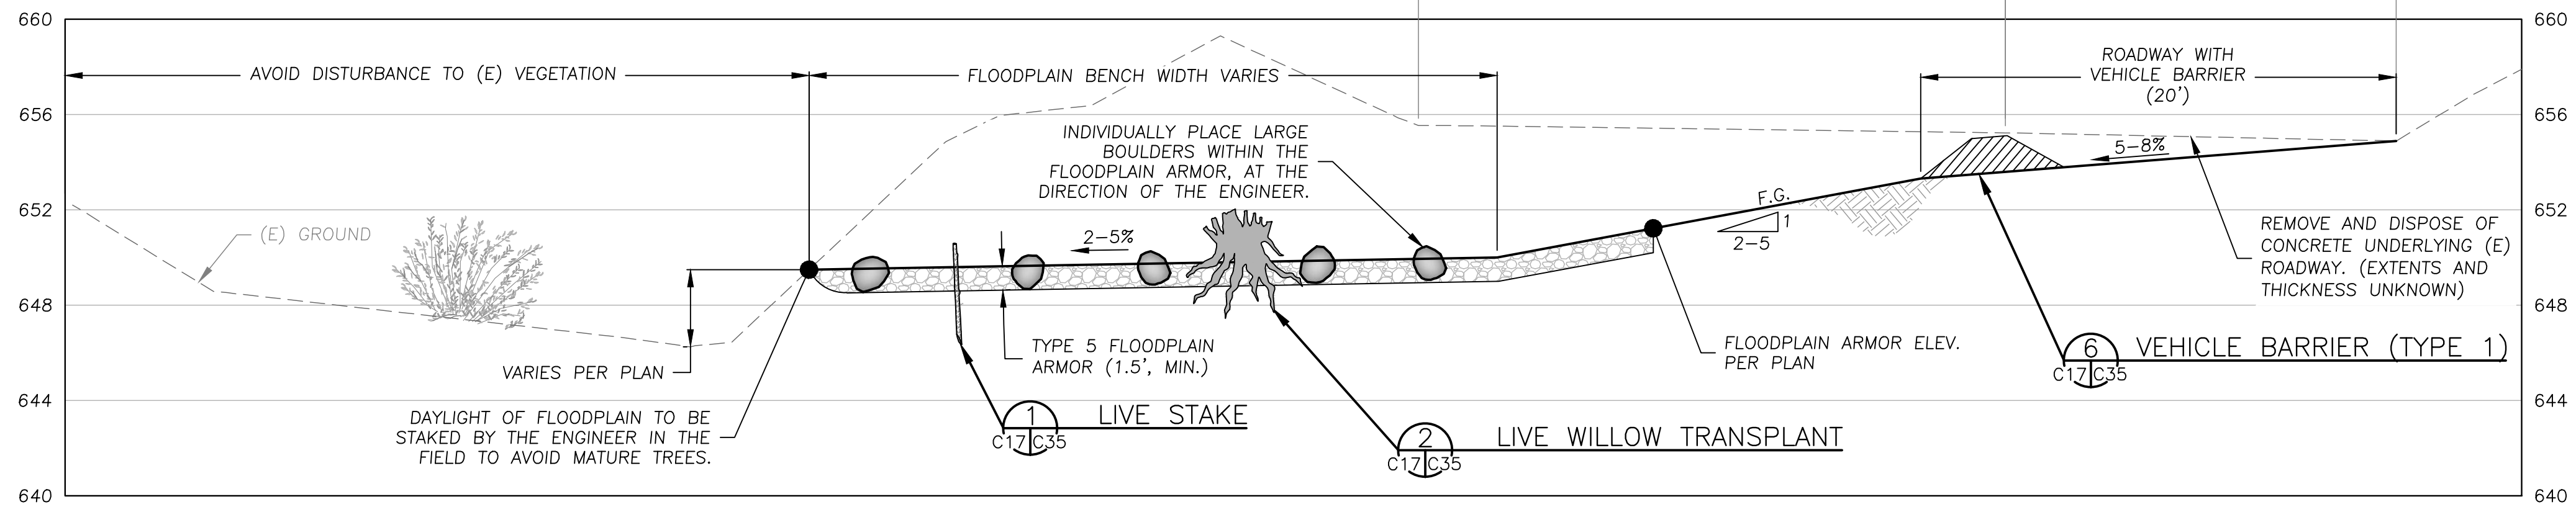 660
660
AVOID DISTURBANCE TO (E) VEGETATION
FLOODPLAIN BENCH WIDTH VARIES
ROADWAY WITH
VEHICLE BARRIER
(20')
656
656
INDIVIDUALLY PLACE LARGE
BOULDERS WITHIN THE
FLOODPLAIN ARMOR, AT THE
DIRECTION OF THE ENGINEER.
5-8%
F.G.
1
2-5
652
652
(E) GROUND
2-5%
REMOVE AND DISPOSE OF
CONCRETE UNDERLYING (E)
ROADWAY. (EXTENTS AND
THICKNESS UNKNOWN)
648
648
VARIES PER PLAN
TYPE 5 FLOODPLAIN
ARMOR (1.5', MIN.)
FLOODPLAIN ARMOR ELEV.
PER PLAN
6 VEHICLE BARRIER (TYPE 1)
C17 C35
644
644
DAYLIGHT OF FLOODPLAIN TO BE
STAKED BY THE ENGINEER IN THE
FIELD TO AVOID MATURE TREES.
1 LIVE STAKE
C17 C35
2 LIVE WILLOW TRANSPLANT
C17 C35
640
640